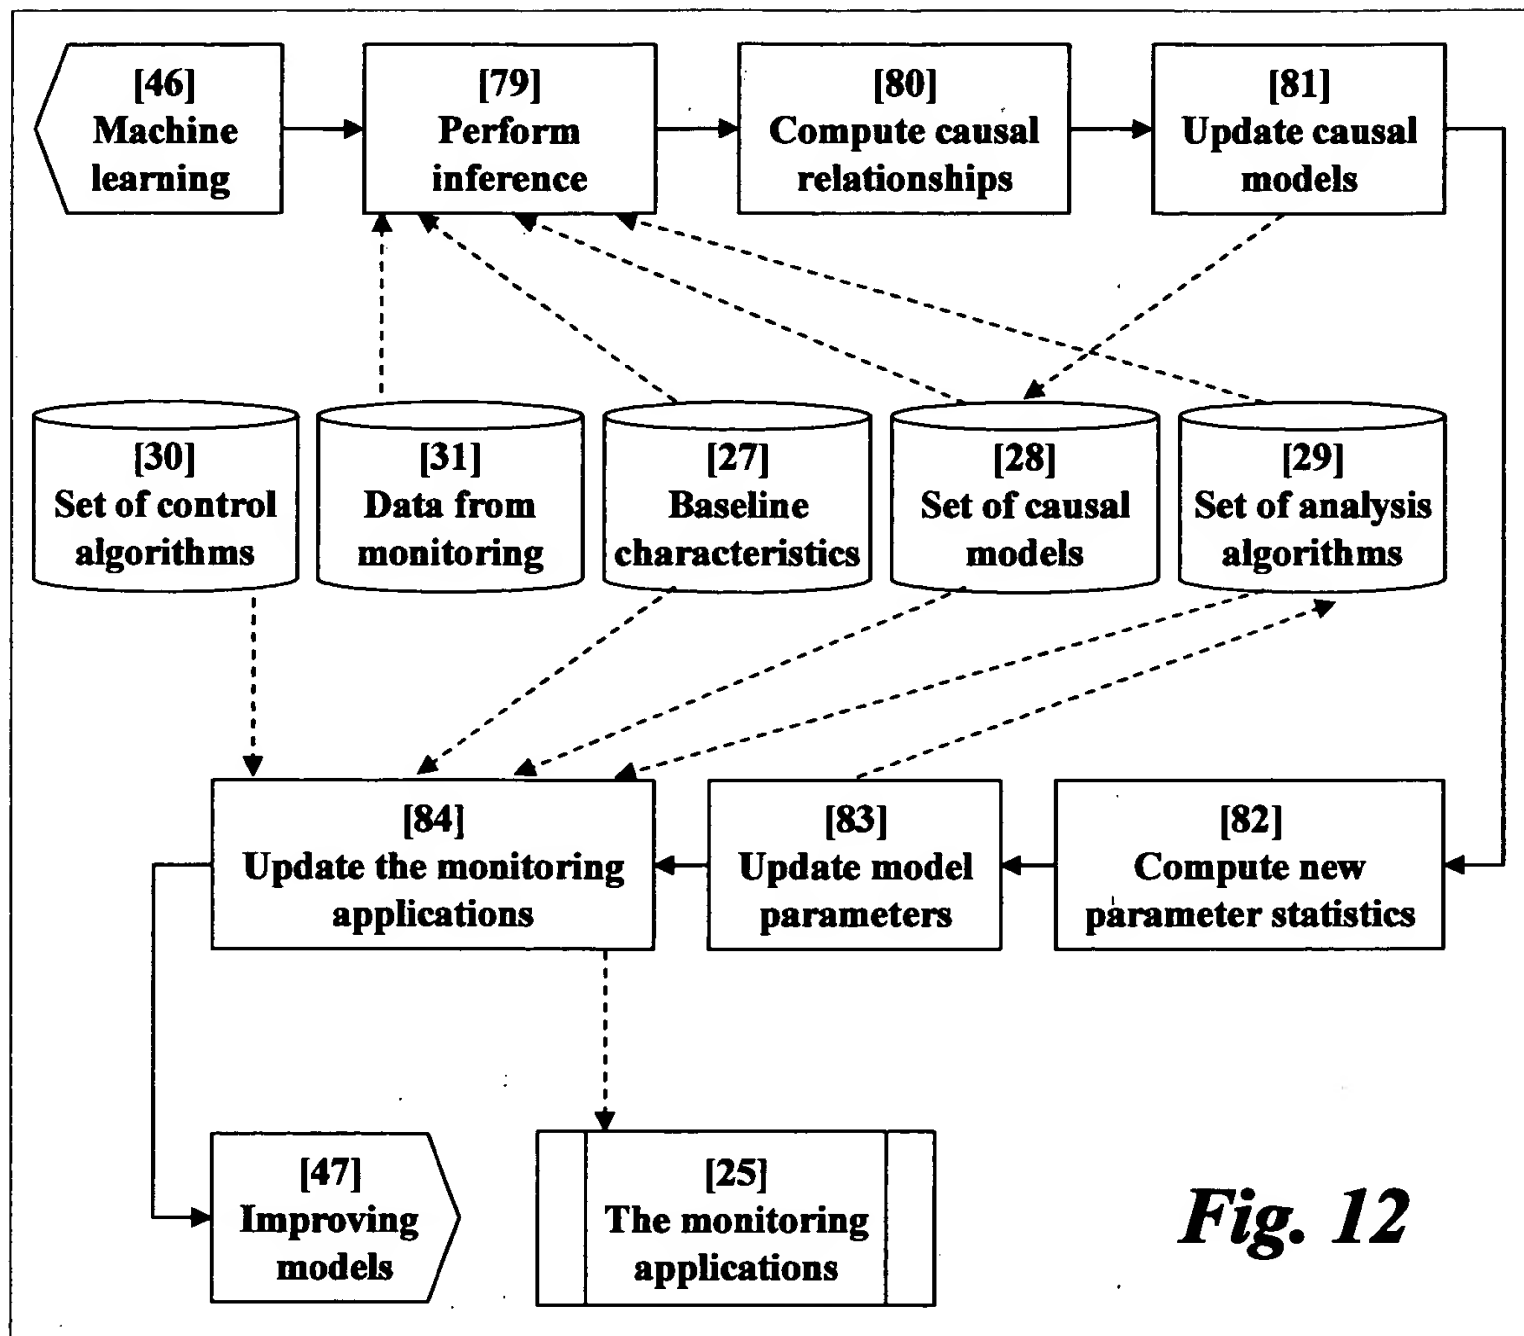 [46]
Machine
learning
[79]
Perform
inference
[80]
Compute causal
relationships
[81]
Update causal
models
[30]
Set of control
algorithms
[31]
Data from
monitoring
[27]
Baseline
characteristics
[28]
Set of causal
models
[29]
Set of analysis
algorithms
[84]
Update the monitoring
applications
[83]
Update model
parameters
[82]
Compute new
parameter statistics
[47]
Improving
models
[25]
The monitoring
applications
Fig. 12